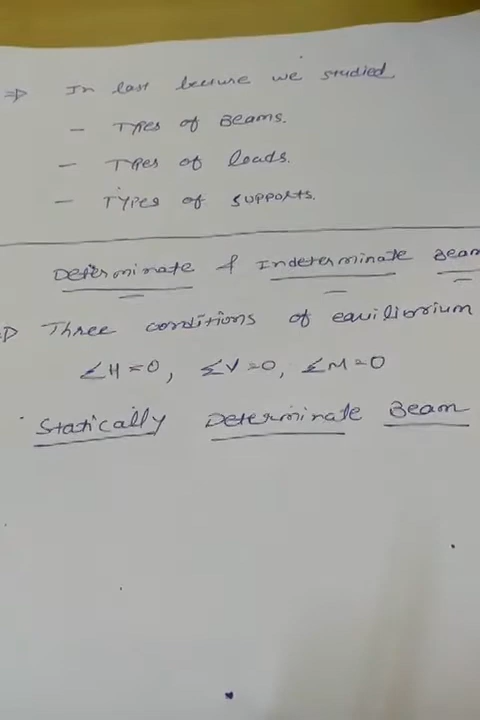 ⇒ In last lecture we studied
- Types of Beams.
- Types of loads.
- Types of supports.
Determinate & Indeterminate Beam
⇒ Three conditions of equilibrium
ΣH=0, ΣV=0, ΣM=0
Statically Determinate Beam